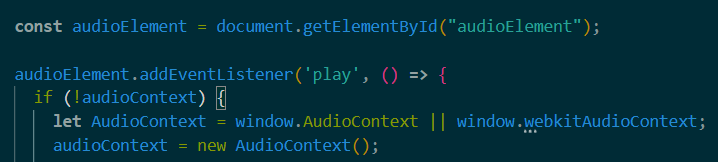 const audioElement = document.getElementById("audioElement");
audioElement.addEventListener('play', () => {
if (!audioContext) {
let AudioContext = window.AudioContext || window.webkitAudioContext;
audioContext = new AudioContext();